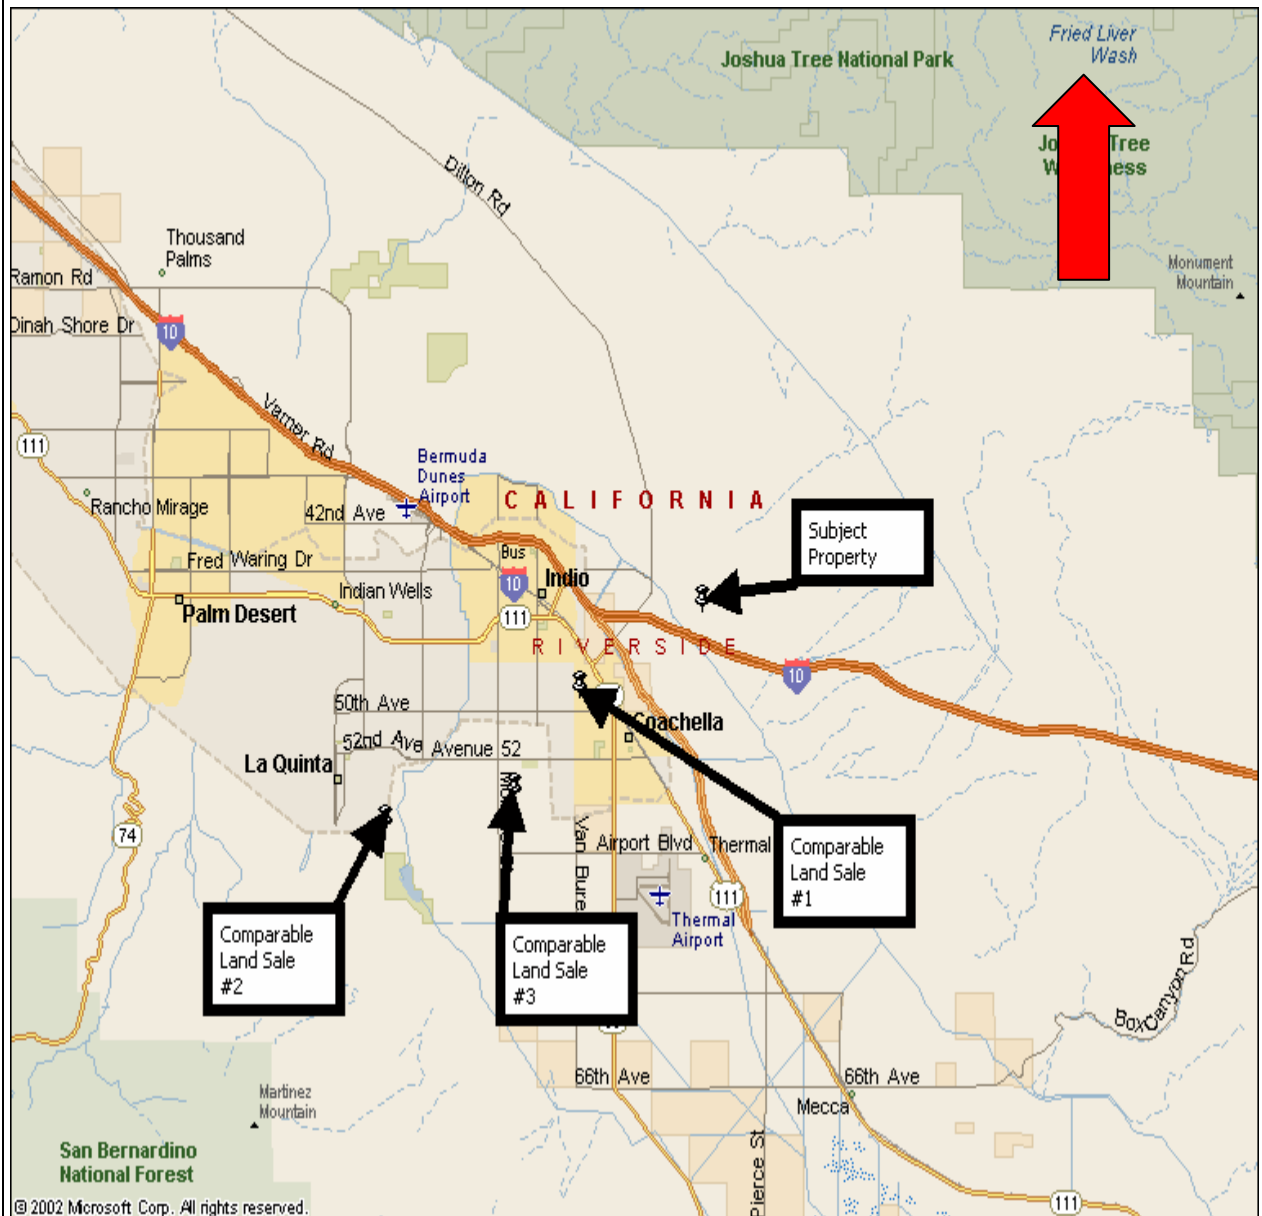 Fried Liver
Wash
Joshua Tree National Park
Tree
Dillon Rd
Thousand
Palms
Monument
Mountain
Ramon Rd
Dinah Shore Dr
10
Varner Rd
111
Bermuda
Dunes
Airport
CALIFORNIA
Rancho Mirage
42nd Ave
Subject
Property
Bus
10
Fred Waring Dr
Indio
Indian Wells
Palm Desert
111
RIVERSIDE
10
50th Ave
Coachella
52nd Ave
Avenue 52
La Quinta
74
Airport Blvd
Thermal
Comparable
Land Sale
#1
111
Thermal
Airport
Comparable
Land Sale
#2
Comparable
Land Sale
#3
Box Canyon Rd
66th Ave
66th Ave
Mecca
Martinez
Mountain
San Bernardino
National Forest
Pierce St
111
© 2002 Microsoft Corp. All rights reserved.